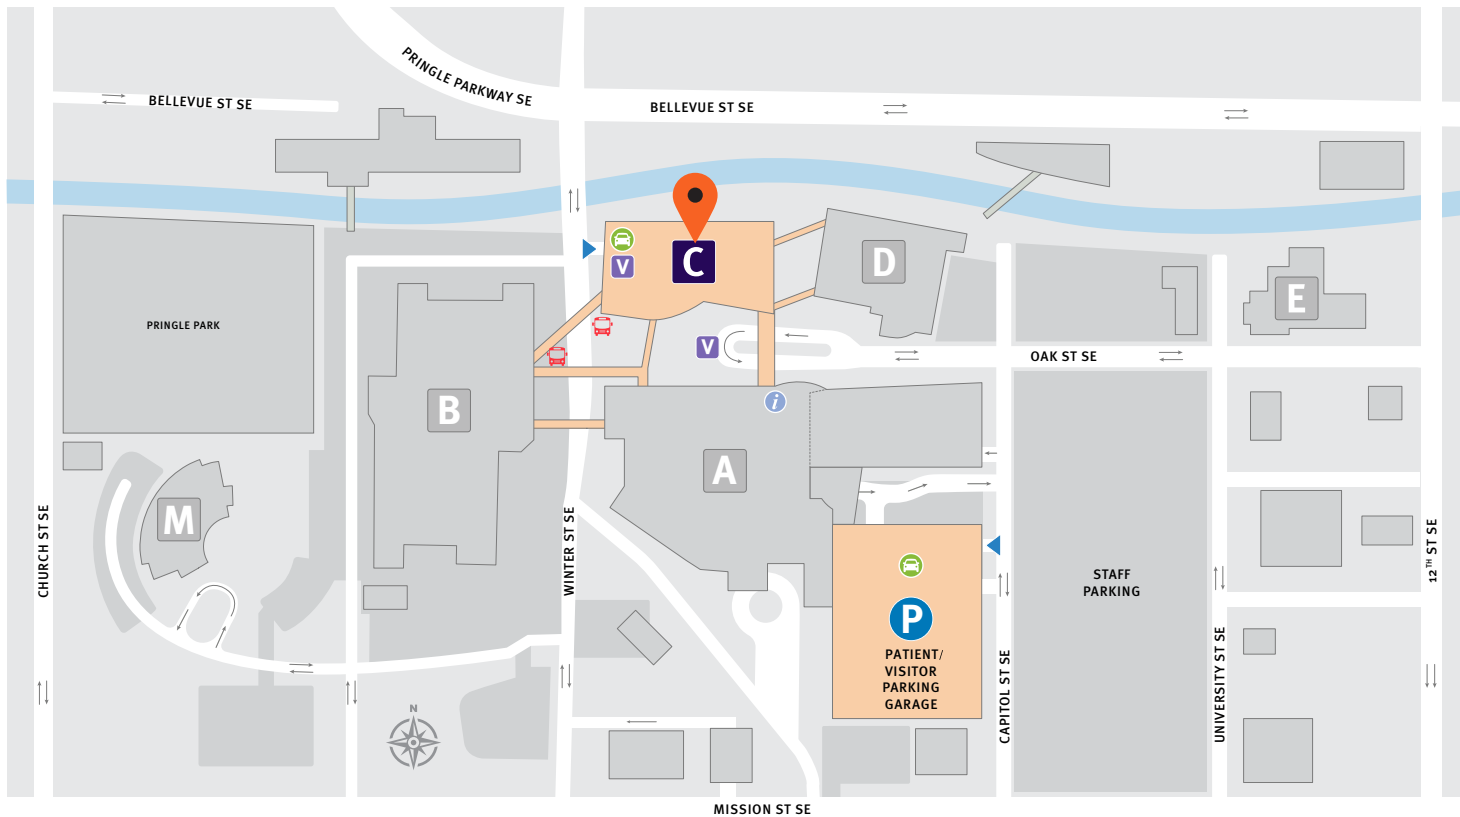 PRINGLE PARKWAY SE
BELLEVUE ST SE
BELLEVUE ST SE
C
V
D
E
PRINGLE PARK
V
OAK ST SE
i
B
A
M
CHURCH ST SE
WINTER ST SE
12TH ST SE
STAFF
PARKING
P
PATIENT/
VISITOR
PARKING
GARAGE
CAPITOL ST SE
UNIVERSITY ST SE
N
MISSION ST SE